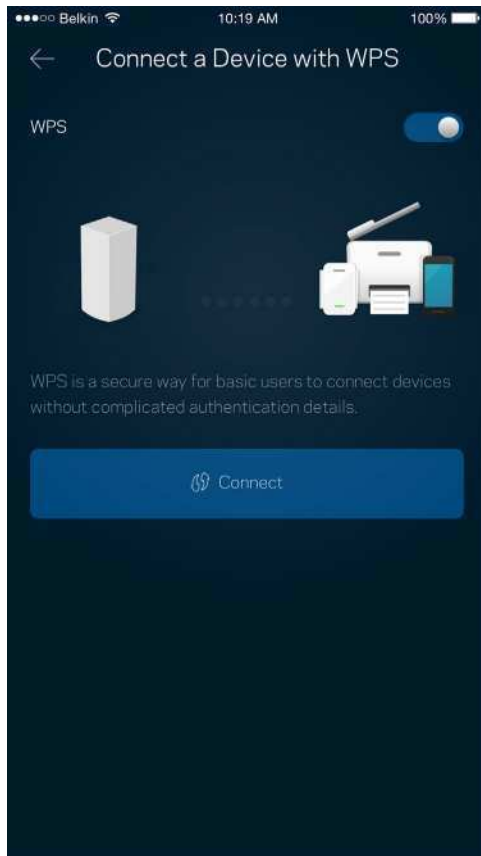 Belkin 10:19 AM 100%
Connect a Device with WPS
WPS
WPS is a secure way for basic users to connect devices
without complicated authentication details.
Connect